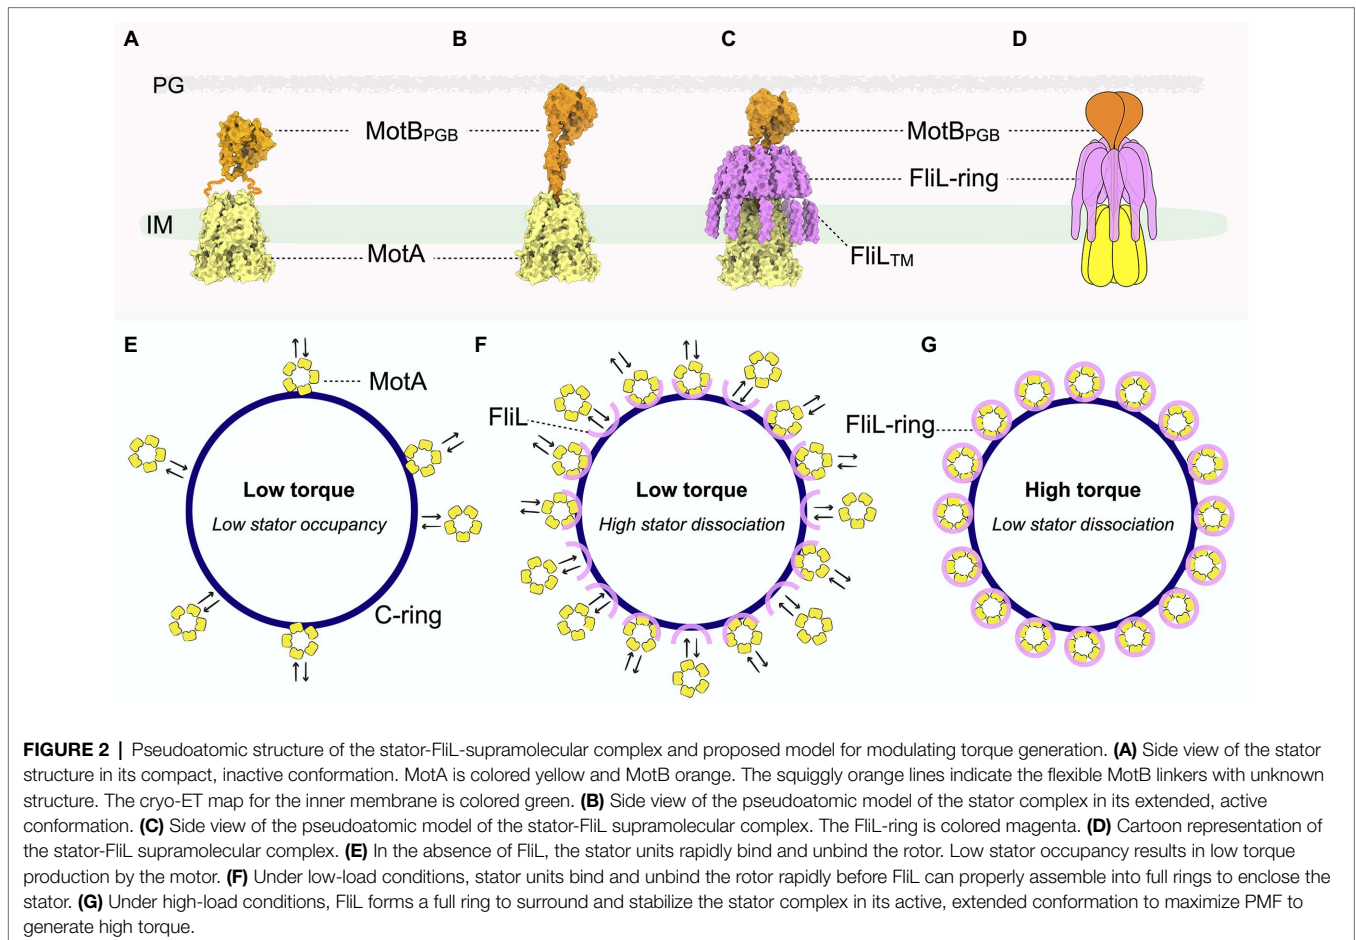 A
B
C
D
PG
MotBPGB
MotBPGB
FliL-ring
IM
MotA
FliLTM
E
F
G
MotA
FliL
FliL-ring
Low torque
Low stator occupancy
Low torque
High stator dissociation
High torque
Low stator dissociation
C-ring
FIGURE 2 | Pseudoatomic structure of the stator-FliL-supramolecular complex and proposed model for modulating torque generation. (A) Side view of the stator
structure in its compact, inactive conformation. MotA is colored yellow and MotB orange. The squiggly orange lines indicate the flexible MotB linkers with unknown
structure. The cryo-ET map for the inner membrane is colored green. (B) Side view of the pseudoatomic model of the stator complex in its extended, active
conformation. (C) Side view of the pseudoatomic model of the stator-FliL supramolecular complex. The FliL-ring is colored magenta. (D) Cartoon representation of
the stator-FliL supramolecular complex. (E) In the absence of FliL, the stator units rapidly bind and unbind the rotor. Low stator occupancy results in low torque
production by the motor. (F) Under low-load conditions, stator units bind and unbind the rotor rapidly before FliL can properly assemble into full rings to enclose the
stator. (G) Under high-load conditions, FliL forms a full ring to surround and stabilize the stator complex in its active, extended conformation to maximize PMF to
generate high torque.